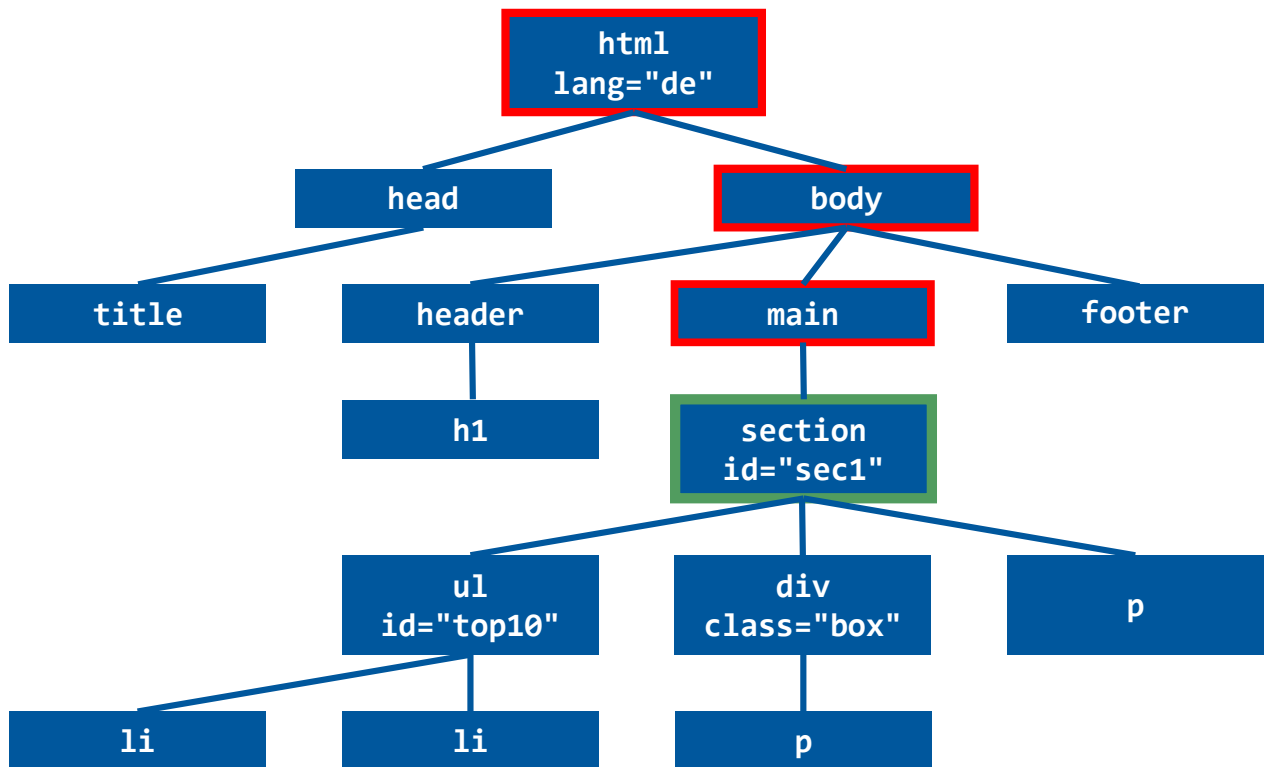 html
lang="de"
head
body
title
header
main
footer
h1
section
id="sec1"
ul
id="top10"
div
class="box"
p
li
li
p